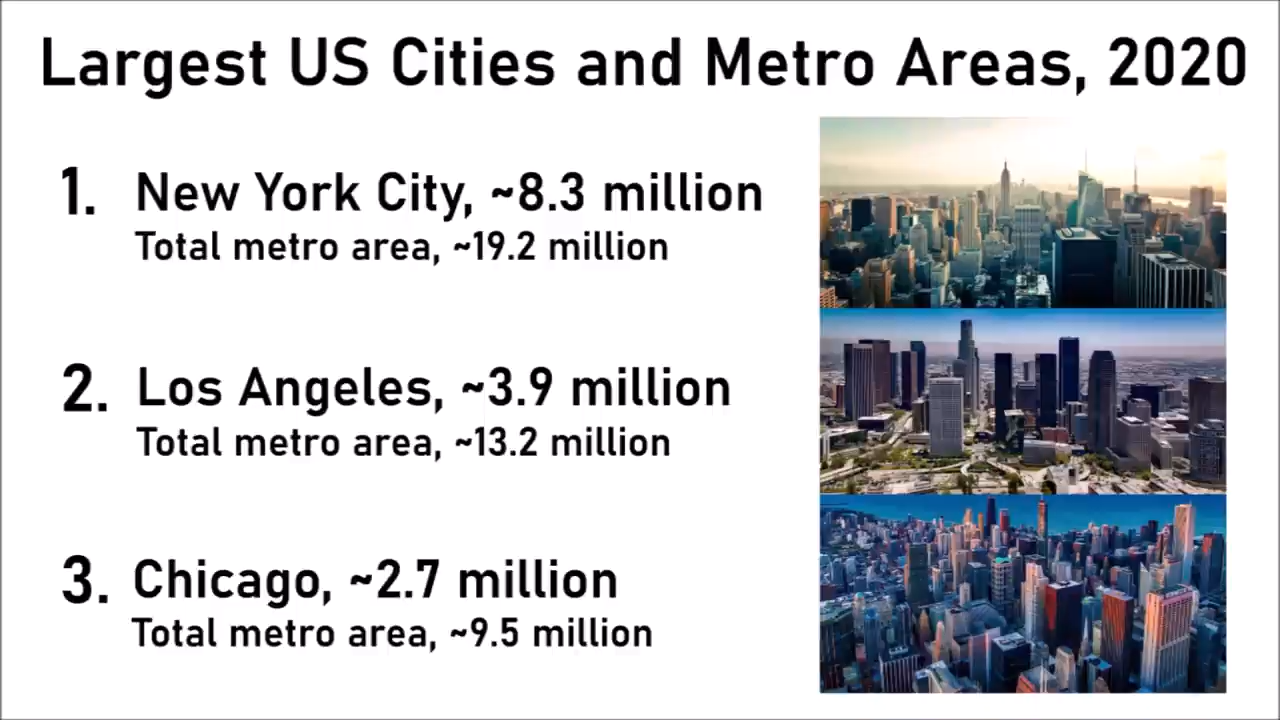 Largest US Cities and Metro Areas, 2020
1. New York City, ~8.3 million
Total metro area, ~19.2 million
2. Los Angeles, ~3.9 million
Total metro area, ~13.2 million
3. Chicago, ~2.7 million
Total metro area, ~9.5 million